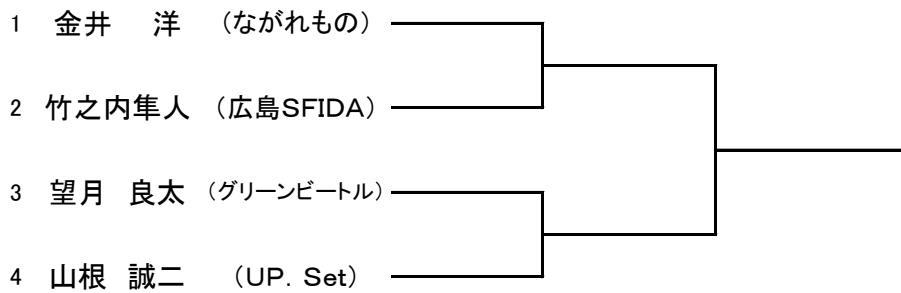 1 金井 洋 （ながれもの）
2 竹之内隼人 （広島SFIDA）
3 望月 良太 （グリーンビートル）
4 山根 誠二 （UP．Set）